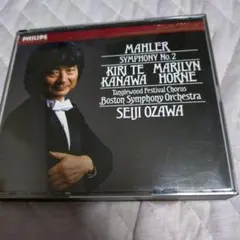 PHILIPS
MAHLER
SYMPHONY No. 2
KIRI TE MARILYN
KANAWA HORNE
Tanglewood Festival Chorus
Boston Symphony Orchestra
SEIJI OZAWA